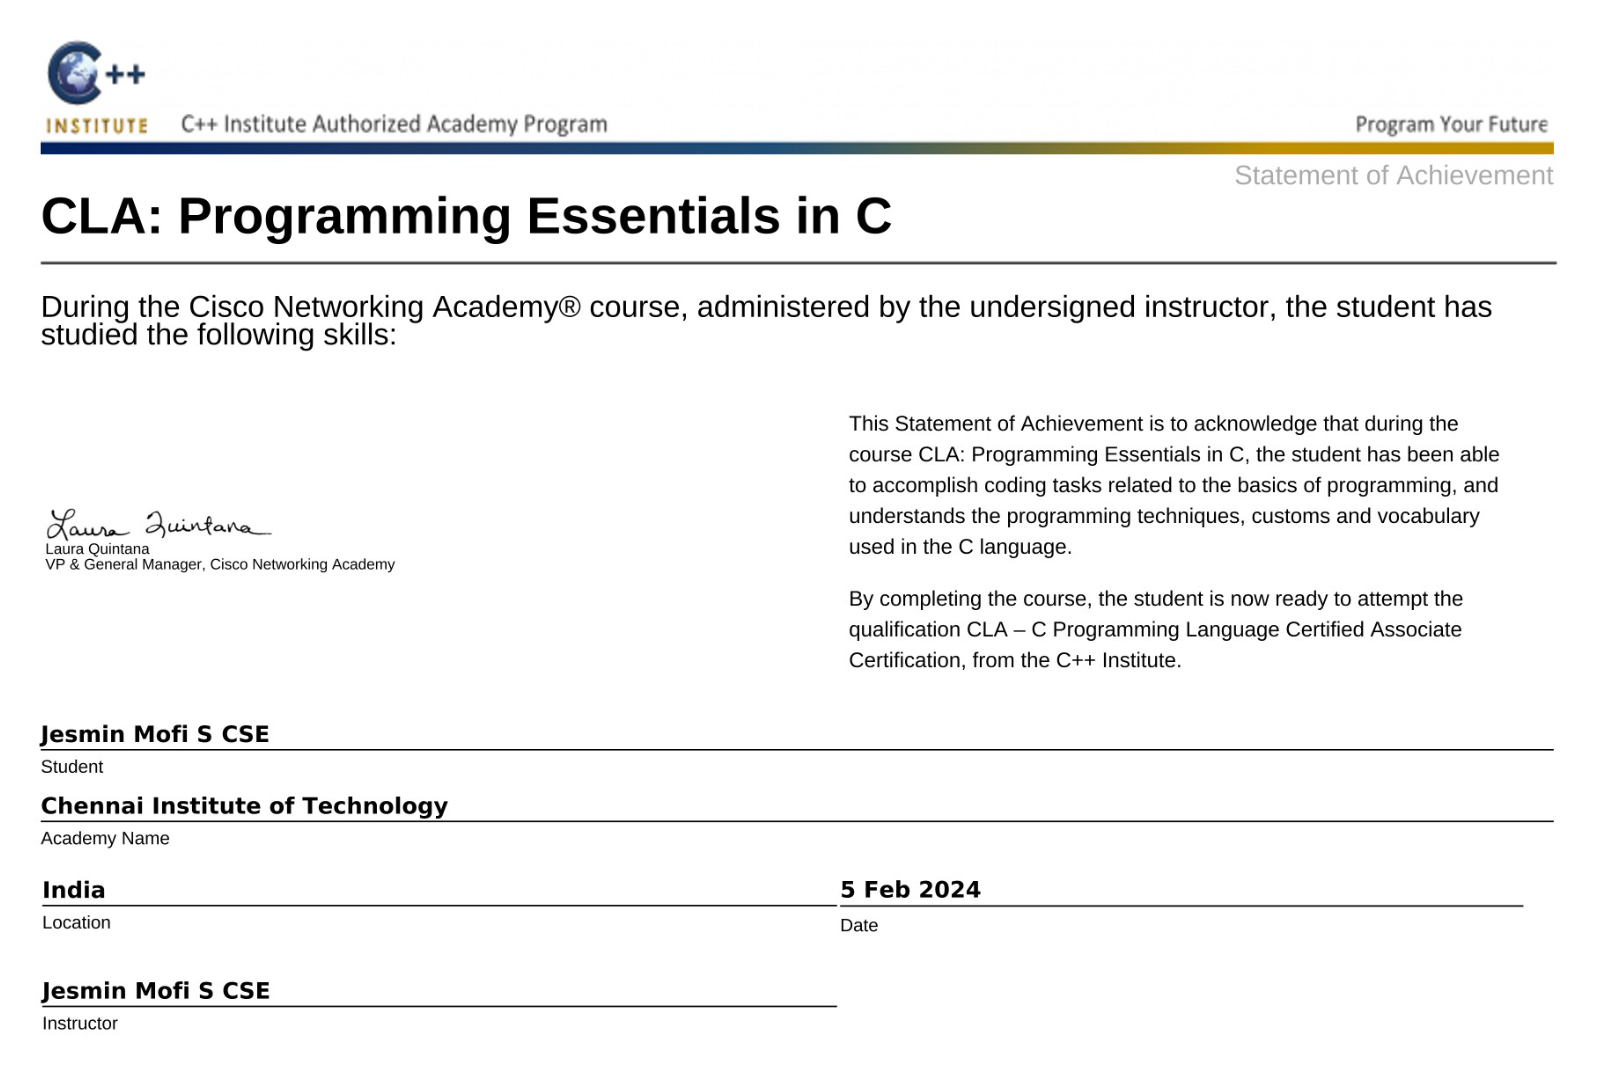 C++
INSTITUTE
C++ Institute Authorized Academy Program
Program Your Future
Statement of Achievement
CLA: Programming Essentials in C
During the Cisco Networking Academy® course, administered by the undersigned instructor, the student has
studied the following skills:
Laura Quintana
Laura Quintana
VP & General Manager, Cisco Networking Academy
This Statement of Achievement is to acknowledge that during the
course CLA: Programming Essentials in C, the student has been able
to accomplish coding tasks related to the basics of programming, and
understands the programming techniques, customs and vocabulary
used in the C language.
By completing the course, the student is now ready to attempt the
qualification CLA – C Programming Language Certified Associate
Certification, from the C++ Institute.
Jesmin Mofi S CSE
Student
Chennai Institute of Technology
Academy Name
India
Location
5 Feb 2024
Date
Jesmin Mofi S CSE
Instructor